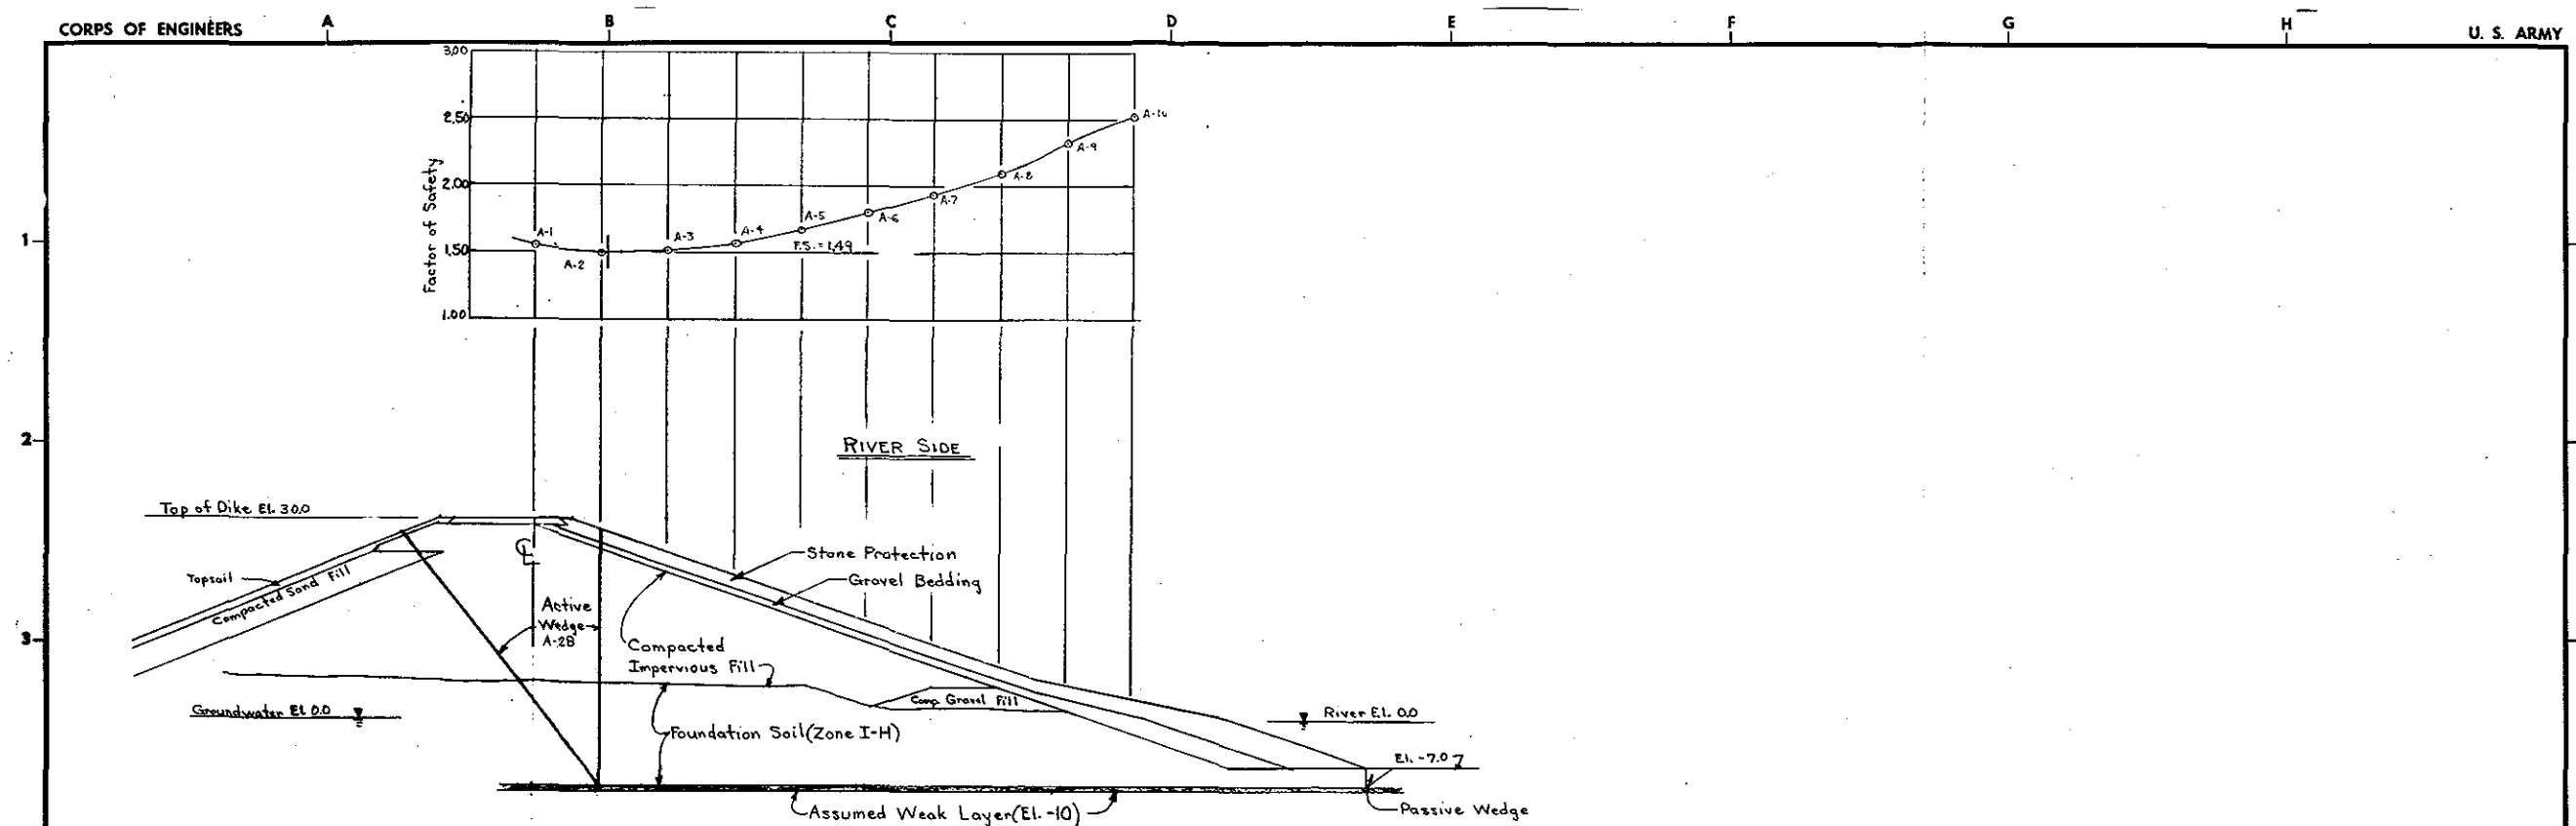 CORPS OF ENGINEERS
A B C D E F G H
U. S. ARMY
3.00
2.50
2.00
1.50
1.00
Factor of Safety
A-1
A-2
A-3
A-4
A-5
A-6
A-7
A-8
A-9
A-10
F.S. = 1.49
1
2
3
RIVER SIDE
Top of Dike El. 30.0
Topsoil
Compacted Sand Fill
℄
Active
Wedge
A-2B
Stone Protection
Gravel Bedding
Compacted
Impervious Fill
Comp. Gravel Fill
Groundwater El. 0.0
River El. 0.0
Foundation Soil (Zone I-H)
El. -7.0
Assumed Weak Layer (El. -10)
Passive Wedge